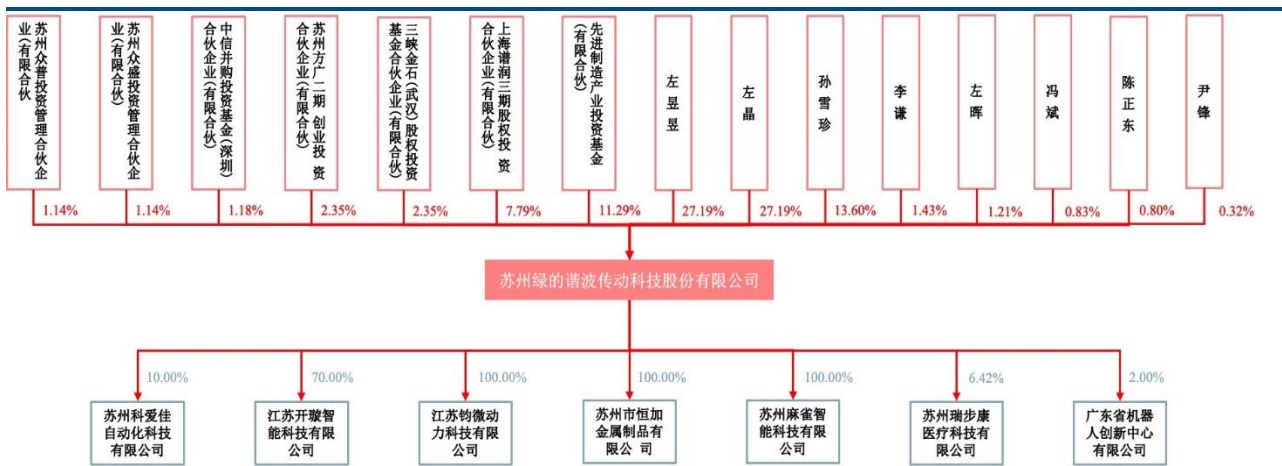 苏州众普投资管理合伙企
业(有限合伙
苏州众盛投资管理合伙企
业(有限合伙)
中信并购投资基金(深圳)
合伙企业(有限合伙)
苏州方广二期 创业投 资
合伙企业(有限合伙)
三峡金石(武汉)股权投资
基金合伙企业(有限合伙)
上海谱润三期股权投 资
合伙企业(有限合伙)
先进制造产业投资基金
(有限合伙)
左昱昱
左晶
孙雪珍
李谦
左晖
冯斌
陈正东
尹锋
1.14%
1.14%
1.18%
2.35%
2.35%
7.79%
11.29%
27.19%
27.19%
13.60%
1.43%
1.21%
0.83%
0.80%
0.32%
苏州绿的谐波传动科技股份有限公司
10.00%
70.00%
100.00%
100.00%
100.00%
6.42%
2.00%
苏州科爱佳
自动化科技
有限公司
江苏开璇智
能科技有限
公司
江苏钧微动
力科技有限
公司
苏州市恒加
金属制品有
限公 司
苏州麻雀智
能科技有限
公司
苏州瑞步康
医疗科技有
限公司
广东省机器
人创新中心
有限公司